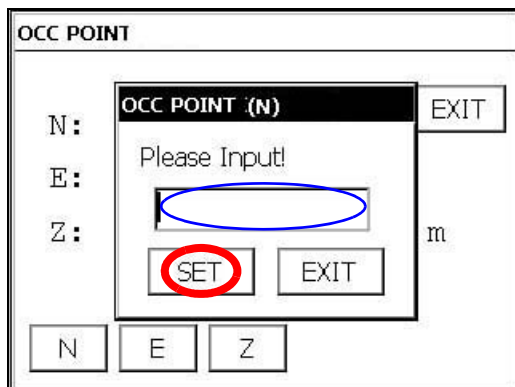 OCC POINT
OCC POINT :(N)
EXIT
N:
Please Input!
E:
Z:
m
SET
EXIT
N
E
Z